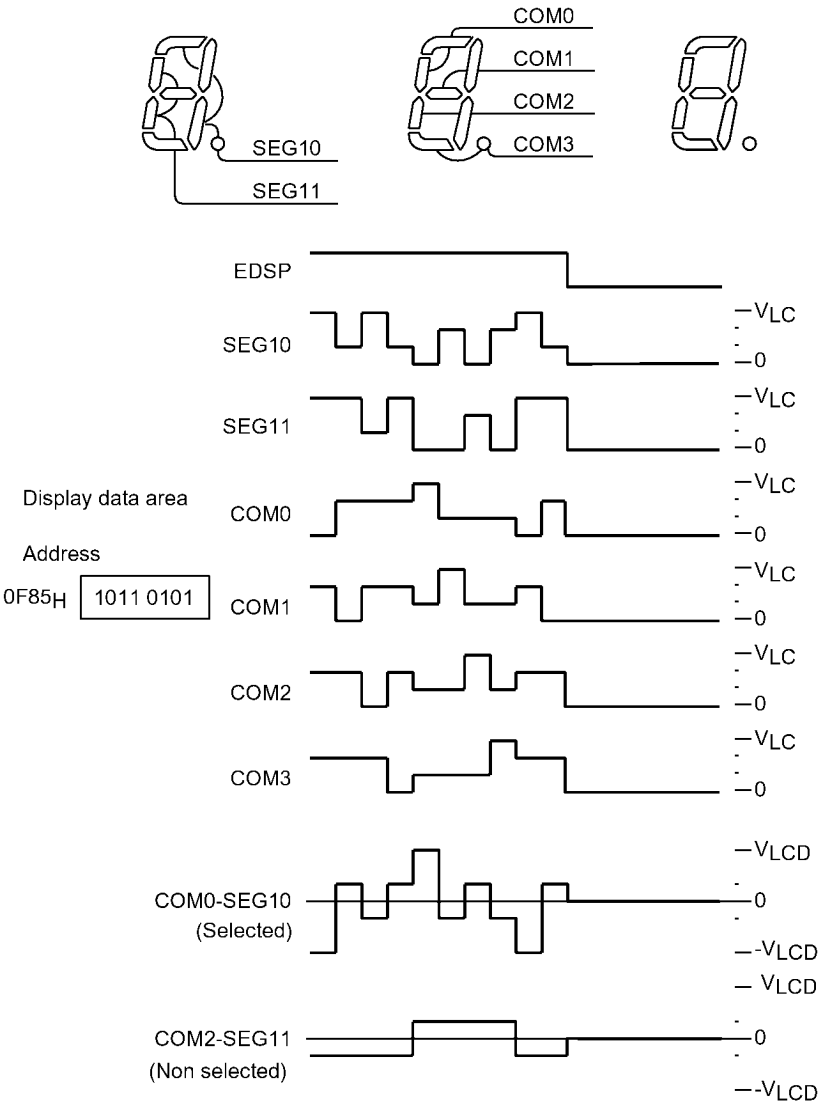 COM0
COM1
COM2
COM3
SEG10
SEG11
EDSP
VLC
SEG10
0
VLC
SEG11
0
Display data area
VLC
COM0
0
Address
0F85H
1011 0101
VLC
COM1
0
VLC
COM2
0
VLC
COM3
0
VLCD
COM0-SEG10
0
(Selected)
-VLCD
VLCD
COM2-SEG11
0
(Non selected)
-VLCD